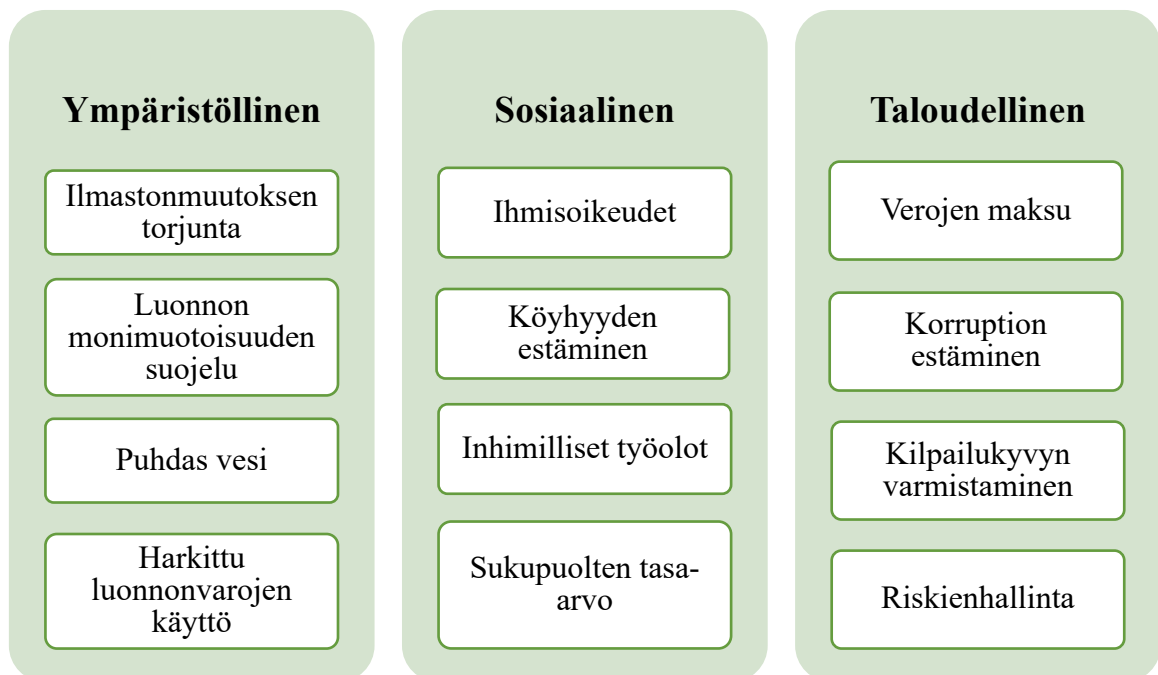 Ympäristöllinen
Ilmastonmuutoksen
torjunta
Luonnon
monimuotoisuuden
suojelu
Puhdas vesi
Harkittu
luonnonvarojen
käyttö
Sosiaalinen
Ihmisoikeudet
Köyhyyden
estäminen
Inhimilliset työolot
Sukupuolten tasa-
arvo
Taloudellinen
Verojen maksu
Korruption
estäminen
Kilpailukyvyn
varmistaminen
Riskienhallinta